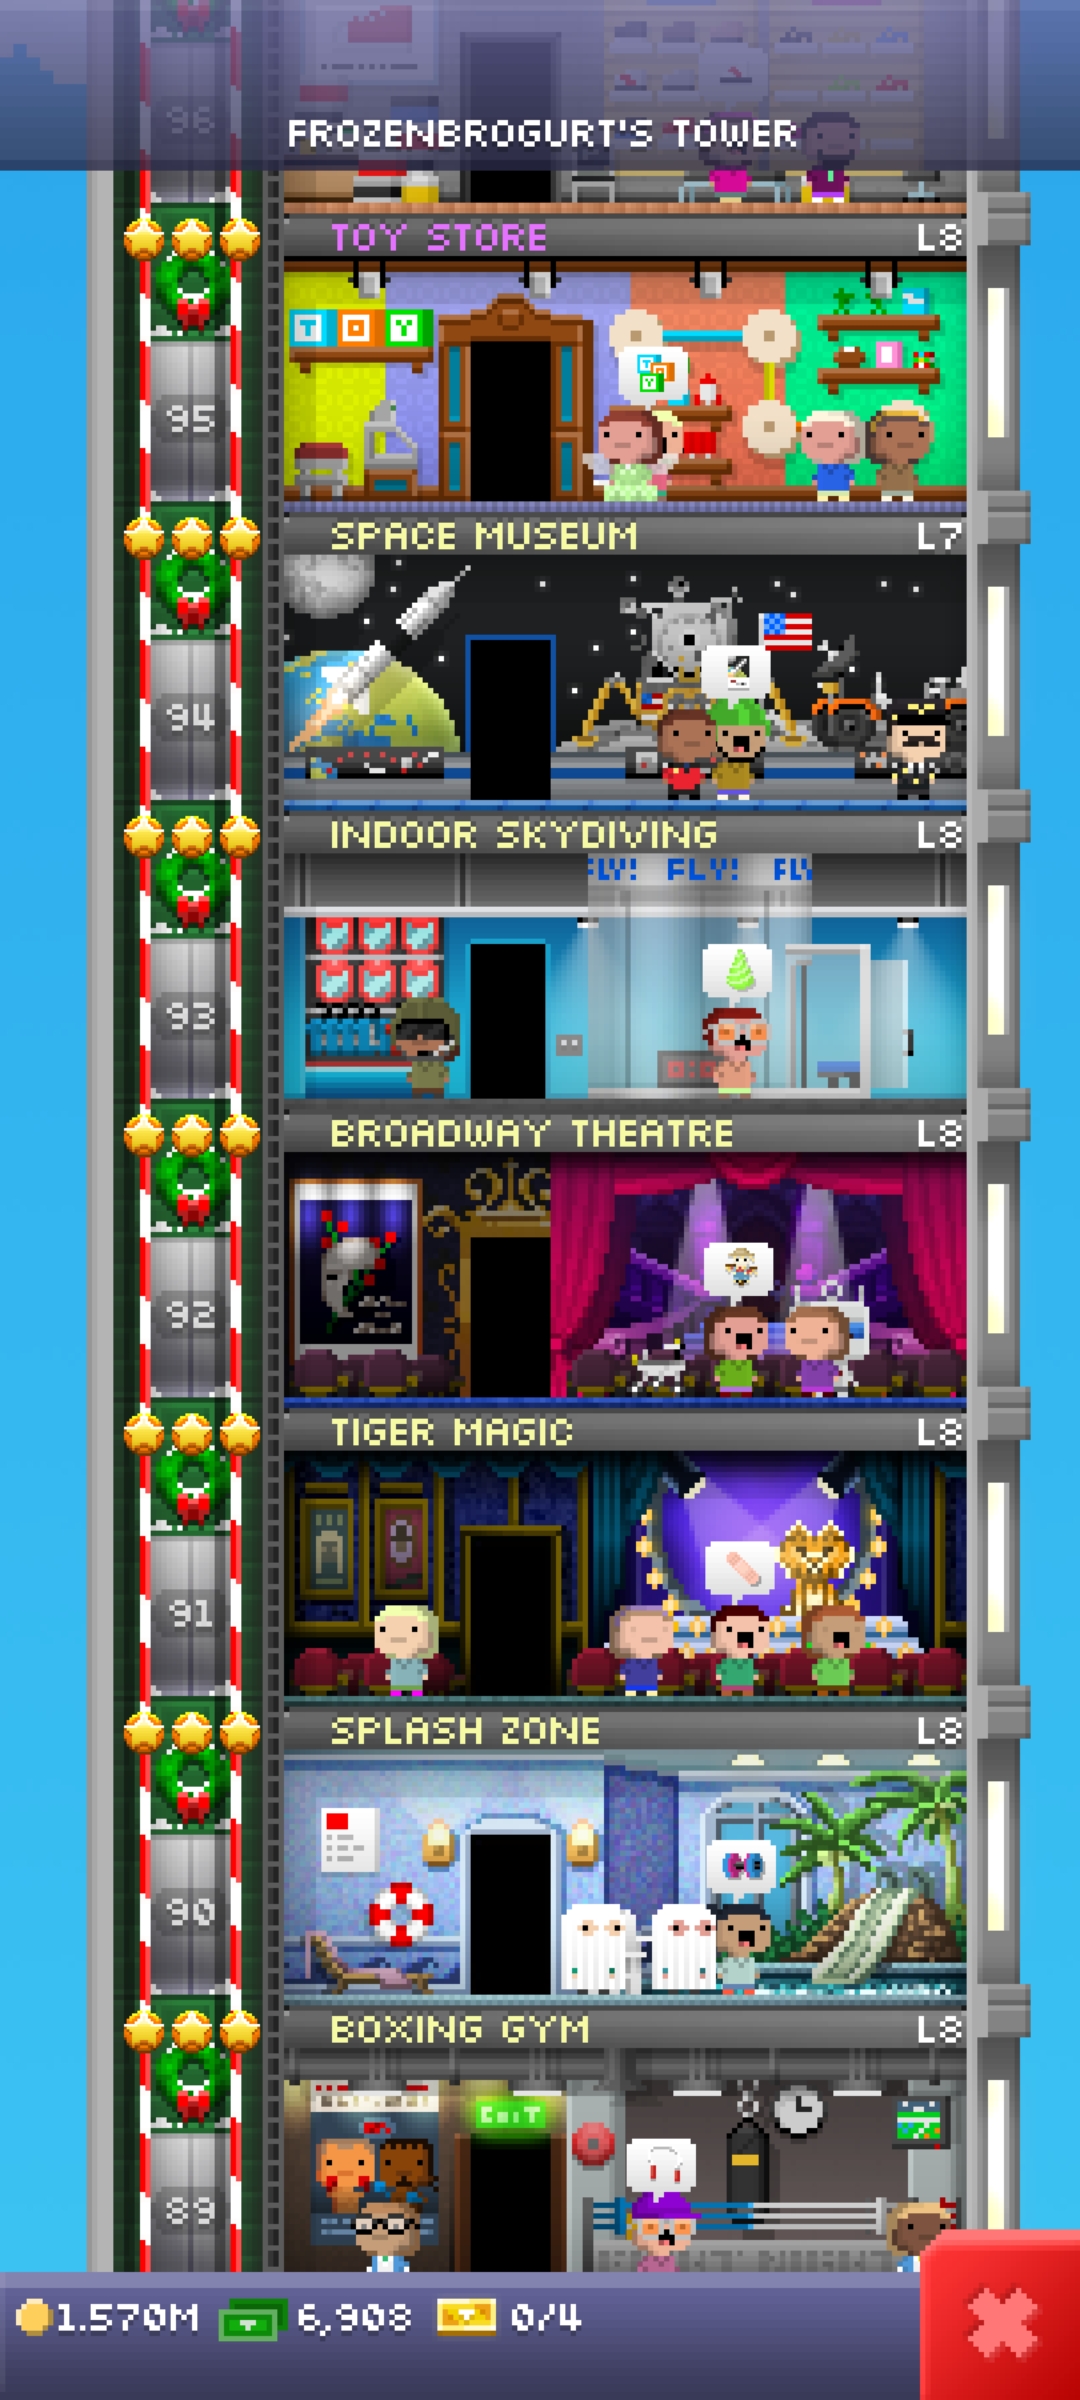 96
FROZENBROGURT'S TOWER
TOY STORE L8
T O Y
95
SPACE MUSEUM L7
94
INDOOR SKYDIVING L8
FLY! FLY! FLY
93
0:0
BROADWAY THEATRE L8
92
TIGER MAGIC L8
91
SPLASH ZONE L8
90
BOXING GYM L8
EXIT
89
1.570M 6,908 0/4